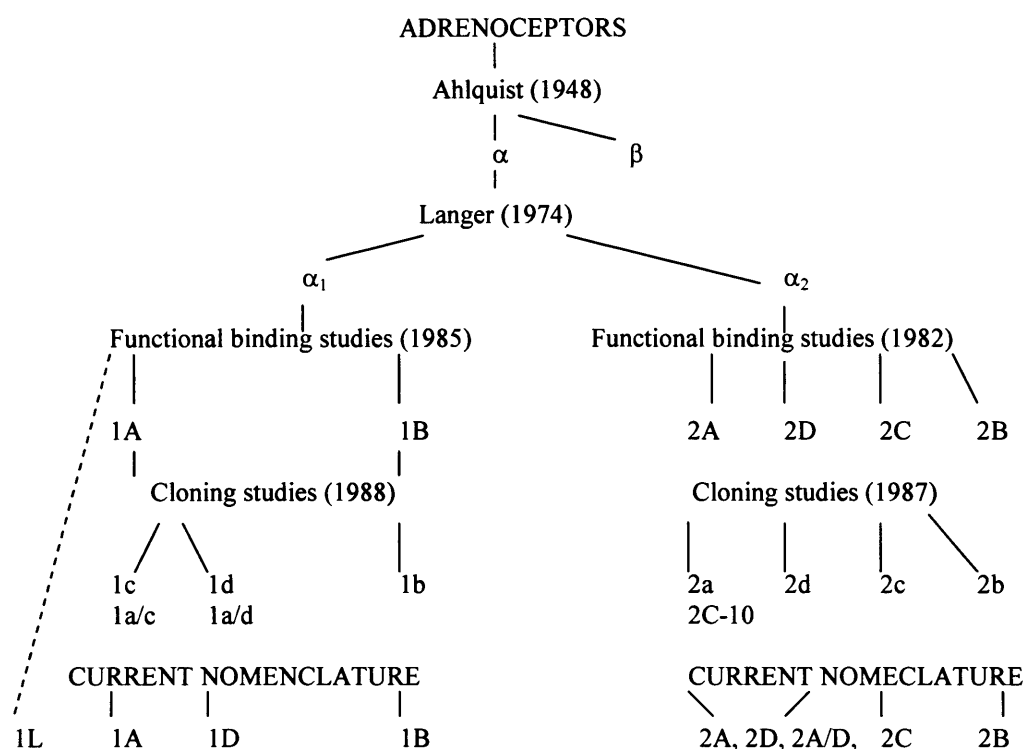 ADRENOCEPTORS
Ahlquist (1948)
α β
Langer (1974)
α₁ α₂
Functional binding studies (1985) Functional binding studies (1982)
1A 1B 2A 2D 2C 2B
Cloning studies (1988) Cloning studies (1987)
1c 1d 1b 2a 2d 2c 2b
1a/c 1a/d 2C-10
CURRENT NOMENCLATURE CURRENT NOMECLATURE
1L 1A 1D 1B 2A, 2D, 2A/D, 2C 2B